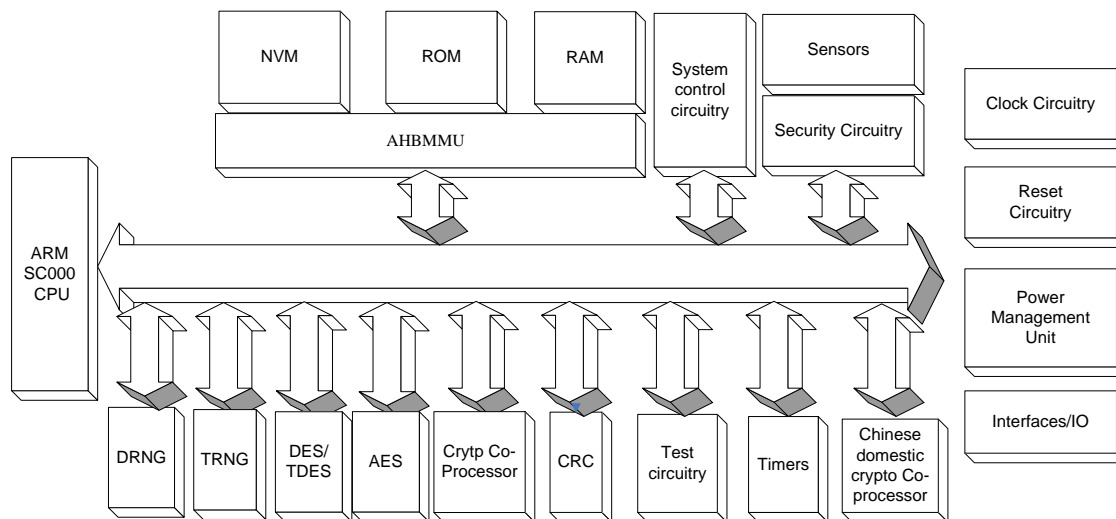 NVM
ROM
RAM
System
control
circuitry
Sensors
Security Circuitry
AHBMMU
Clock Circuitry
Reset
Circuitry
ARM
SC000
CPU
Power
Management
Unit
Interfaces/IO
DRNG
TRNG
DES/
TDES
AES
Crytp Co-
Processor
CRC
Test
circuitry
Timers
Chinese
domestic
crypto Co-
processor